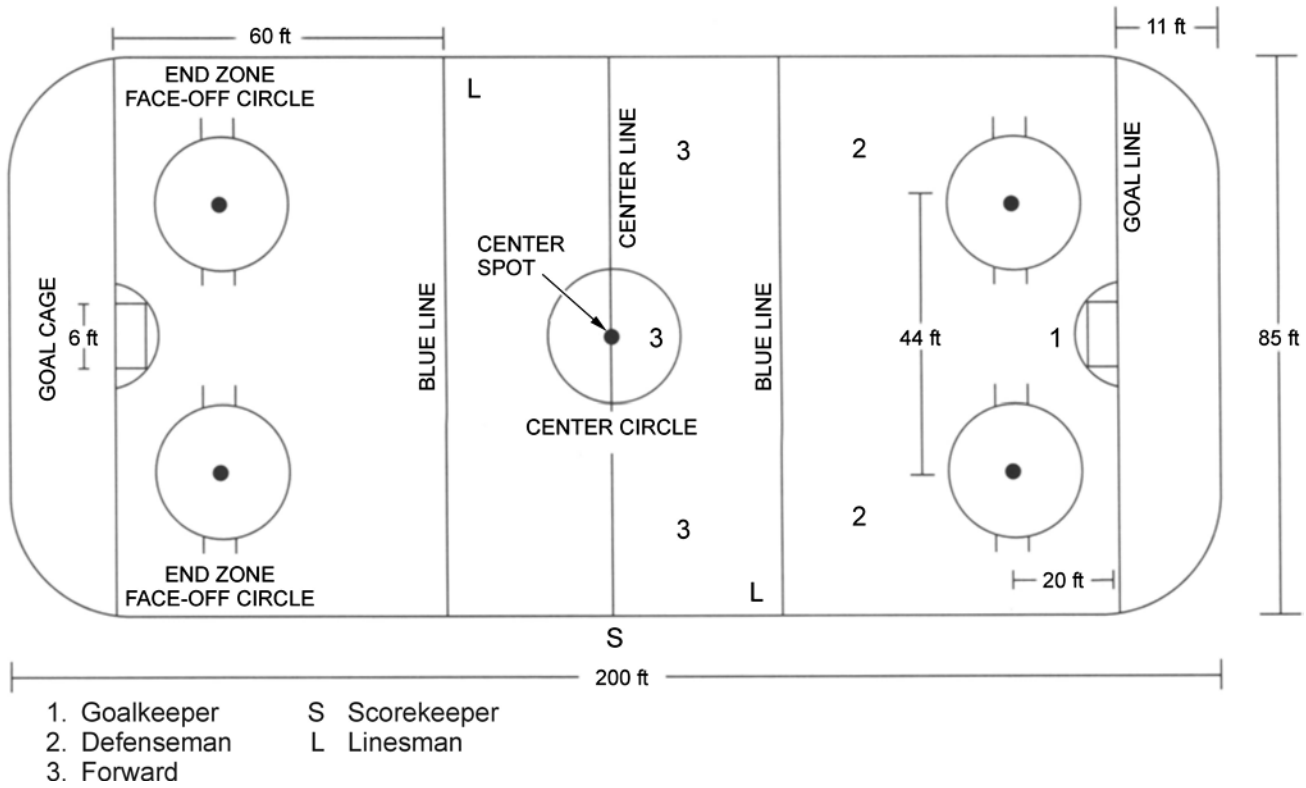 60 ft
11 ft
END ZONE
FACE-OFF CIRCLE
L
CENTER LINE
3
2
GOAL LINE
CENTER
SPOT
GOAL CAGE
6 ft
BLUE LINE
3
BLUE LINE
44 ft
1
85 ft
CENTER CIRCLE
3
2
END ZONE
FACE-OFF CIRCLE
L
20 ft
S
200 ft
1. Goalkeeper
2. Defenseman
3. Forward
S Scorekeeper
L Linesman